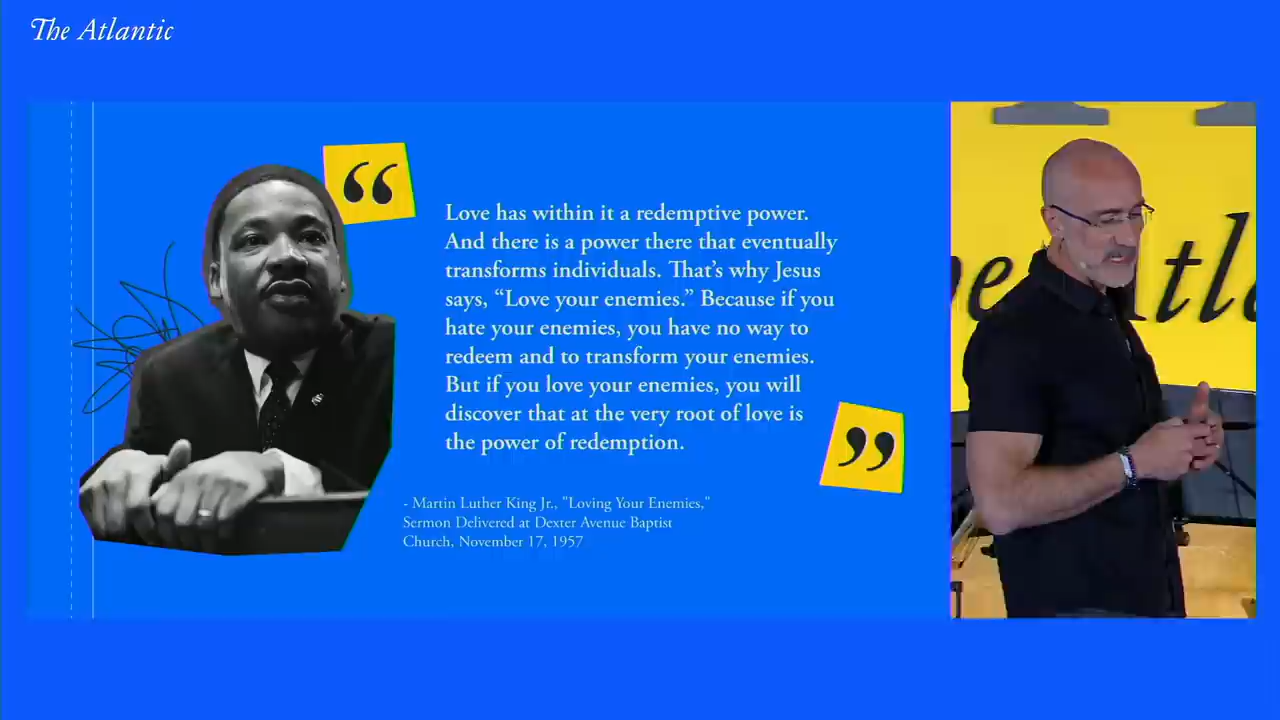 The Atlantic
“
Love has within it a redemptive power.
And there is a power there that eventually
transforms individuals. That’s why Jesus
says, “Love your enemies.” Because if you
hate your enemies, you have no way to
redeem and to transform your enemies.
But if you love your enemies, you will
discover that at the very root of love is
the power of redemption.
”
- Martin Luther King Jr., "Loving Your Enemies,"
Sermon Delivered at Dexter Avenue Baptist
Church, November 17, 1957